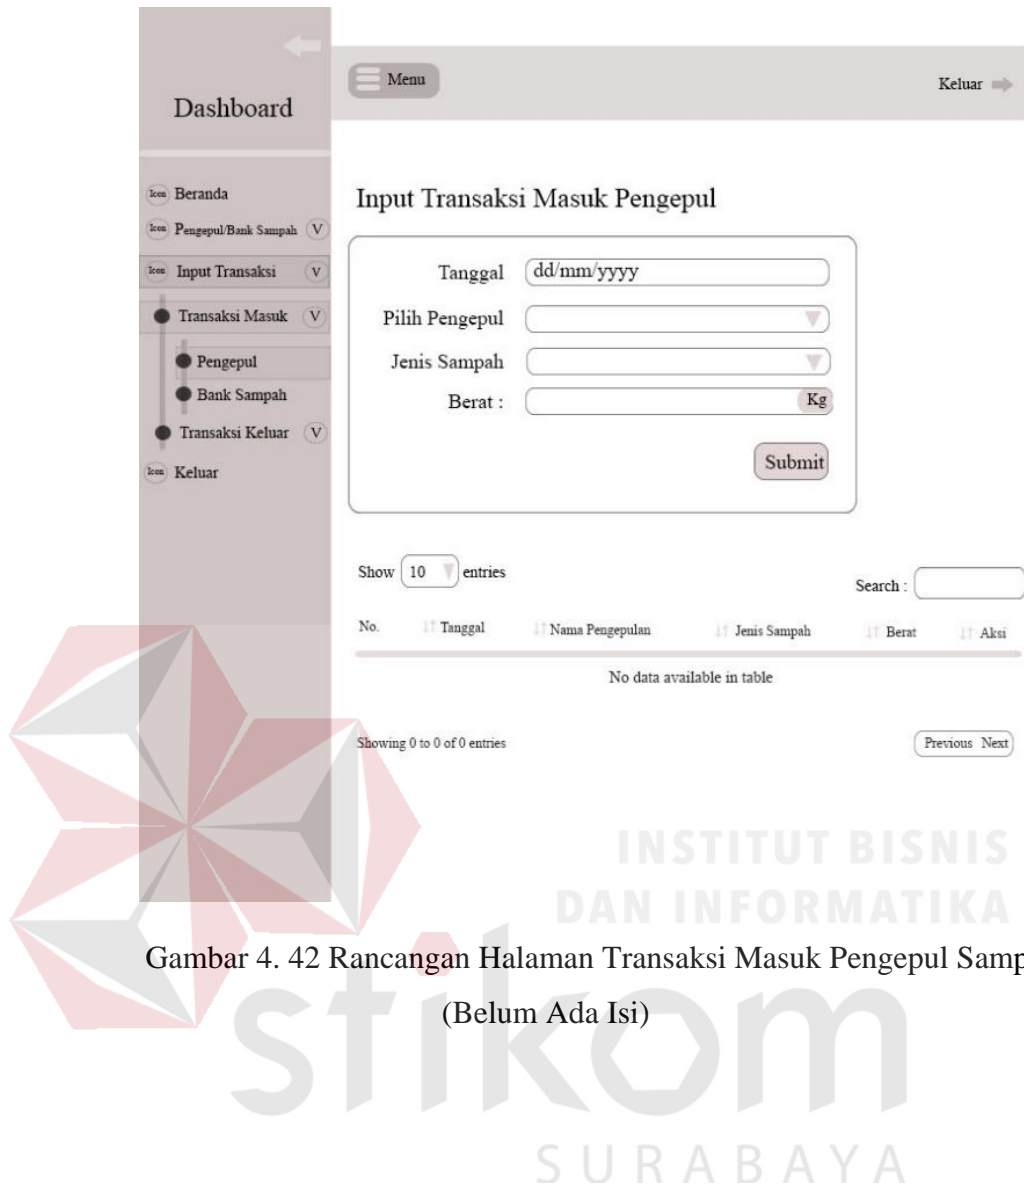 Dashboard
Menu
Keluar
Icon Beranda
Icon Pengepul/Bank Sampah V
Icon Input Transaksi V
Transaksi Masuk V
Pengepul
Bank Sampah
Transaksi Keluar V
Icon Keluar
Input Transaksi Masuk Pengepul
Tanggal dd/mm/yyyy
Pilih Pengepul
Jenis Sampah
Berat : Kg
Submit
Show 10 entries
Search :
No. Tanggal Nama Pengepulan Jenis Sampah Berat Aksi
No data available in table
Showing 0 to 0 of 0 entries
Previous Next
INSTITUT BISNIS
DAN INFORMATIKA
Gambar 4. 42 Rancangan Halaman Transaksi Masuk Pengepul Samp
(Belum Ada Isi)
stikom
SURABAYA